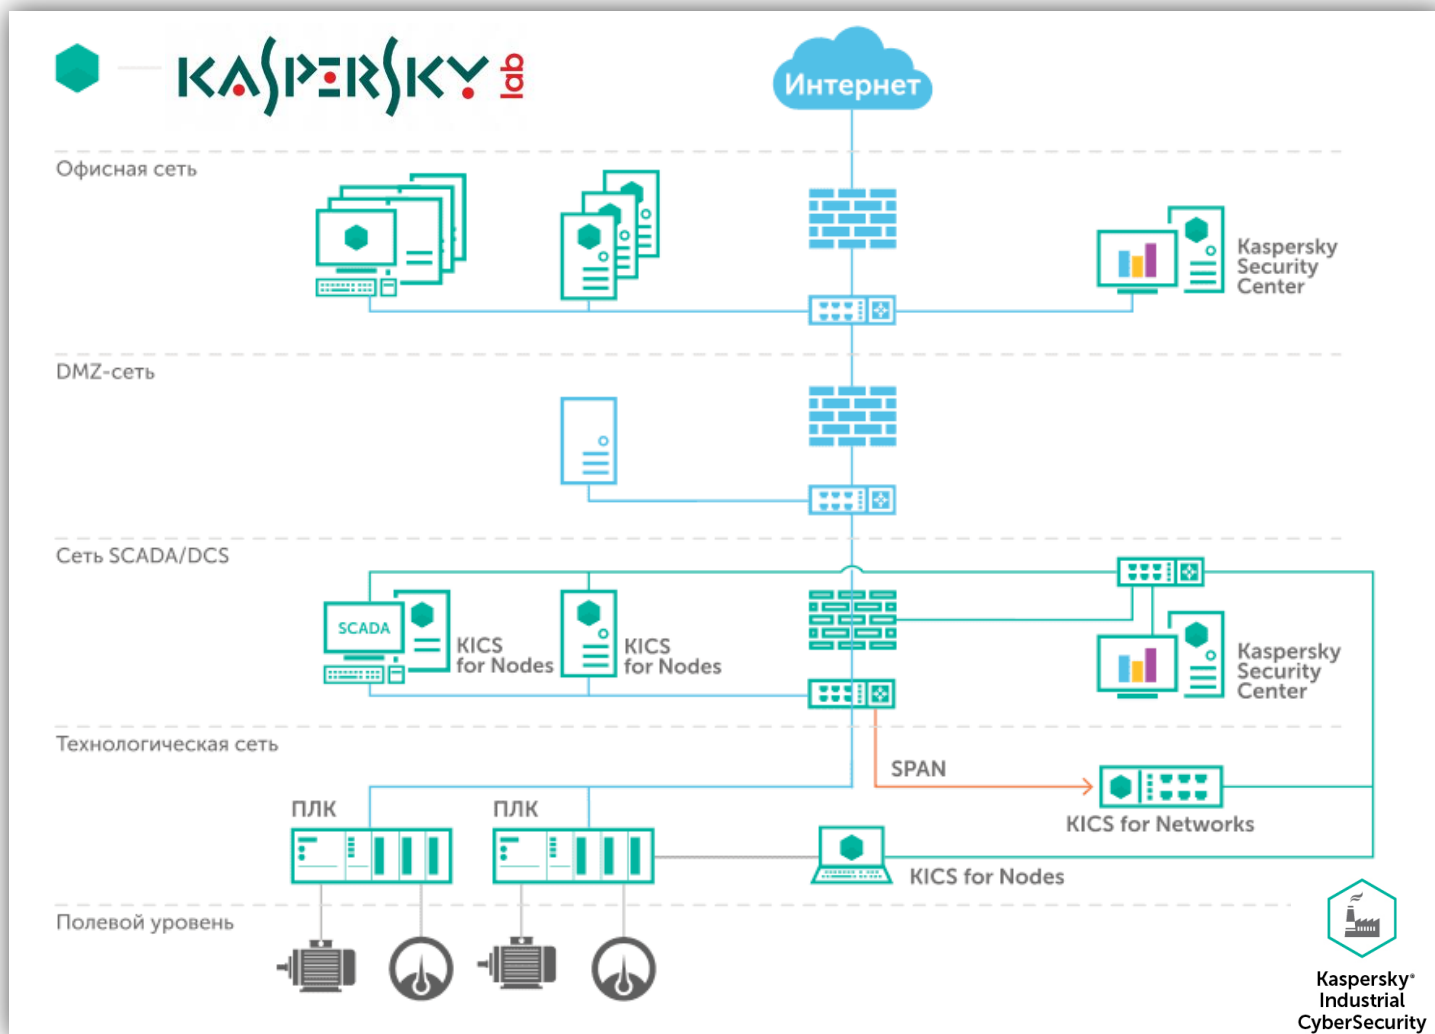 KASPERSKY lab
Интернет
Офисная сеть
Kaspersky
Security
Center
DMZ-сеть
Сеть SCADA/DCS
SCADA
KICS
for Nodes
KICS
for Nodes
Kaspersky
Security
Center
Технологическая сеть
SPAN
ПЛК
ПЛК
KICS for Networks
KICS for Nodes
Полевой уровень
Kaspersky®
Industrial
CyberSecurity